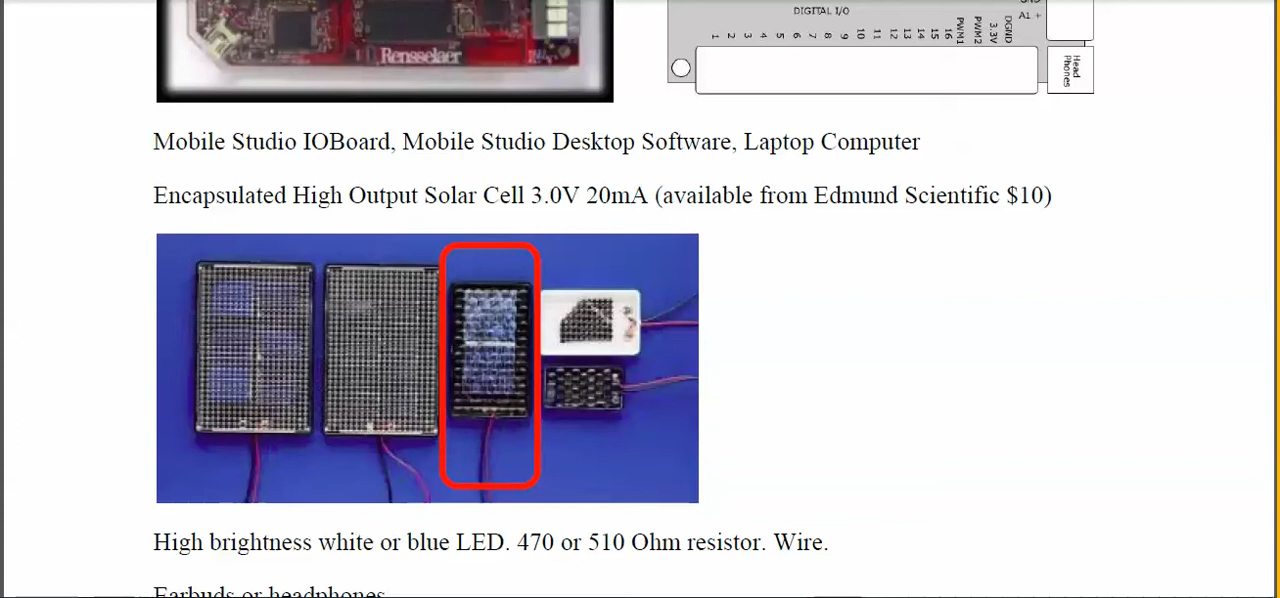 Rensselaer
DIGITAL I/O
A1 +
1 2 3 4 5 6 7 8 9 10 11 12 13 14 15 16 PWM1 PWM2 3.3V DGND
Head Phones
Mobile Studio IOBoard, Mobile Studio Desktop Software, Laptop Computer
Encapsulated High Output Solar Cell 3.0V 20mA (available from Edmund Scientific $10)
High brightness white or blue LED. 470 or 510 Ohm resistor. Wire.
Earbuds or headphones